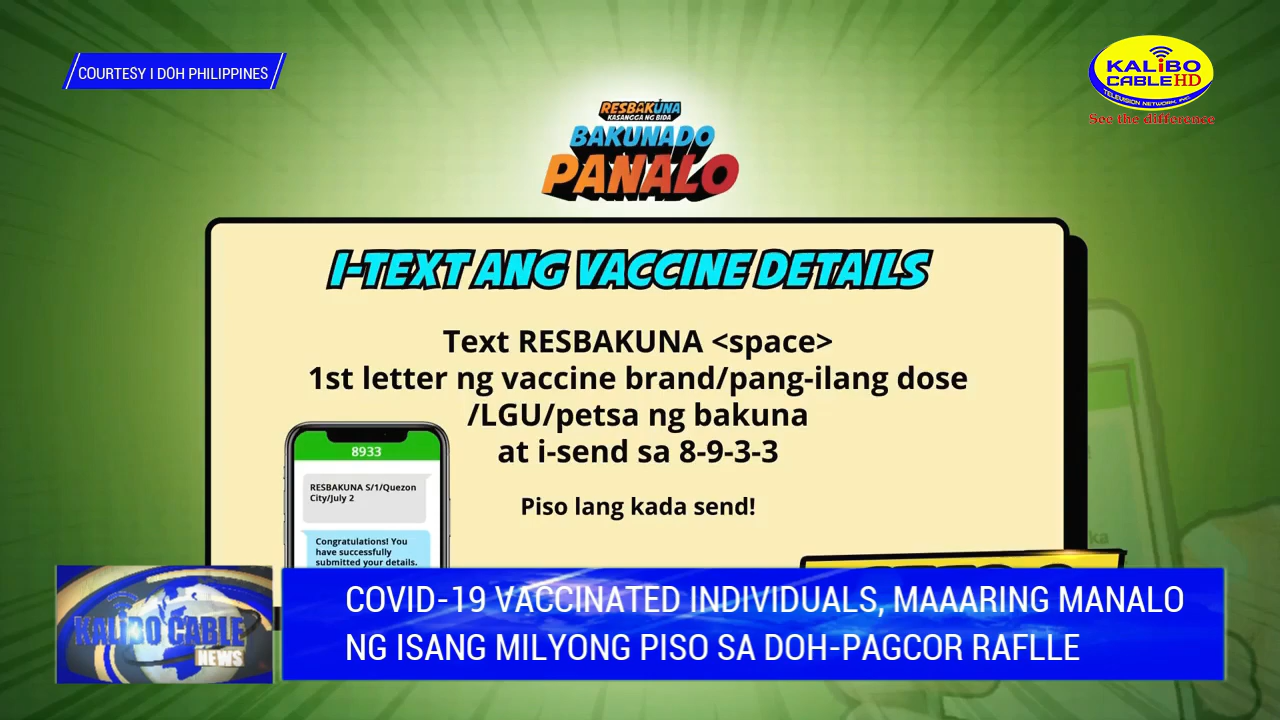 COURTESY I DOH PHILIPPINES
KALiBO
CABLE HD
TELEVISION NETWORK, INC.
See the difference
RESBAKUNA
KASANGGA NG BIDA
BAKUNADO
PANALO
I-TEXT ANG VACCINE DETAILS
Text RESBAKUNA <space>
1st letter ng vaccine brand/pang-ilang dose
/LGU/petsa ng bakuna
at i-send sa 8-9-3-3
Piso lang kada send!
8933
RESBAKUNA S/1/Quezon
City/July 2
Congratulations! You
have successfully
submitted your details.
KALIBO CABLE
NEWS
COVID-19 VACCINATED INDIVIDUALS, MAAARING MANALO
NG ISANG MILYONG PISO SA DOH-PAGCOR RAFLLE